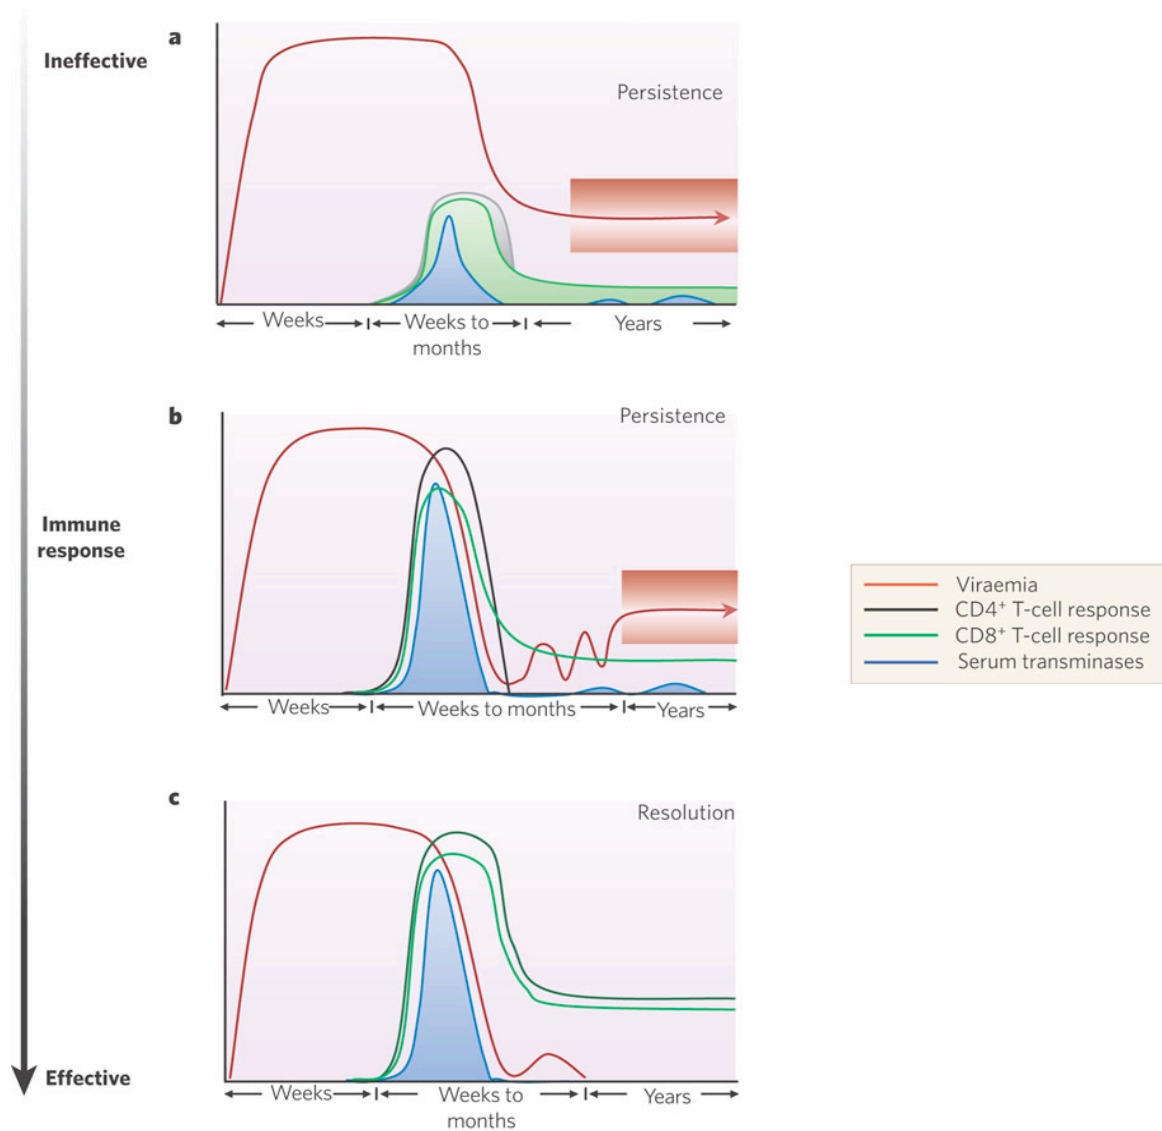 a
Ineffective
Persistence
Weeks
Weeks to
months
Years
b
Persistence
Immune
response
Weeks
Weeks to months
Years
Viraemia
CD4+ T-cell response
CD8+ T-cell response
Serum transminases
c
Resolution
Effective
Weeks
Weeks to
months
Years